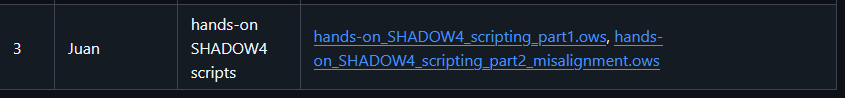 3
Juan
hands-on
SHADOW4
scripts
hands-on_SHADOW4_scripting_part1.ows, hands-
on_SHADOW4_scripting_part2_misalignment.ows